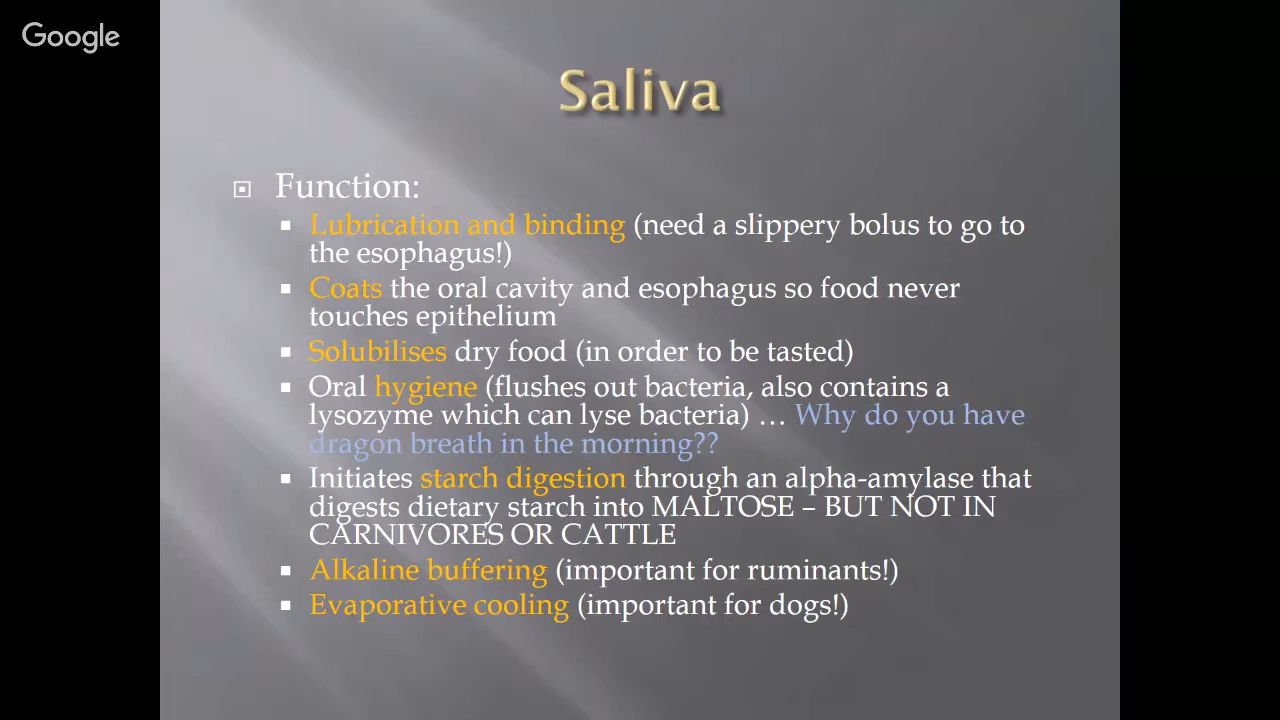 Google
Saliva
Function:
Lubrication and binding (need a slippery bolus to go to
the esophagus!)
Coats the oral cavity and esophagus so food never
touches epithelium
Solubilises dry food (in order to be tasted)
Oral hygiene (flushes out bacteria, also contains a
lysozyme which can lyse bacteria) … Why do you have
dragon breath in the morning??
Initiates starch digestion through an alpha-amylase that
digests dietary starch into MALTOSE – BUT NOT IN
CARNIVORES OR CATTLE
Alkaline buffering (important for ruminants!)
Evaporative cooling (important for dogs!)